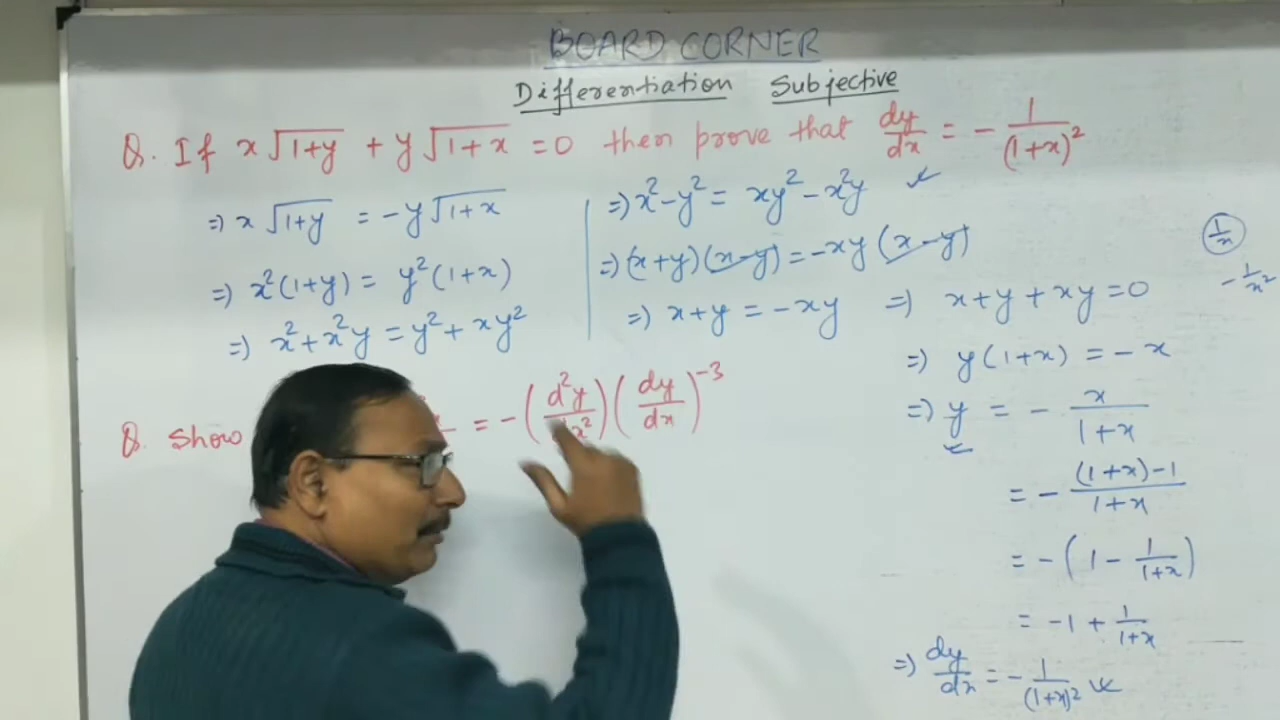 BOARD CORNER
Differentiation Subjective
Q. If x√(1+y) + y√(1+x) = 0 then prove that dy/dx = - 1/(1+x)²
⇒ x√(1+y) = -y√(1+x)
⇒ x²(1+y) = y²(1+x)
⇒ x² + x²y = y² + xy²
⇒ x² - y² = xy² - x²y
⇒ (x+y)(x-y) = -xy(x-y)
⇒ x+y = -xy ⇒ x+y+xy = 0
⇒ y(1+x) = -x
⇒ y = - x/(1+x)
= - ((1+x)-1)/(1+x)
= -(1 - 1/(1+x))
= -1 + 1/(1+x)
⇒ dy/dx = - 1/(1+x)²
1/x
- 1/x²
Q. Show = -(d²y/dx²)(dy/dx)⁻³